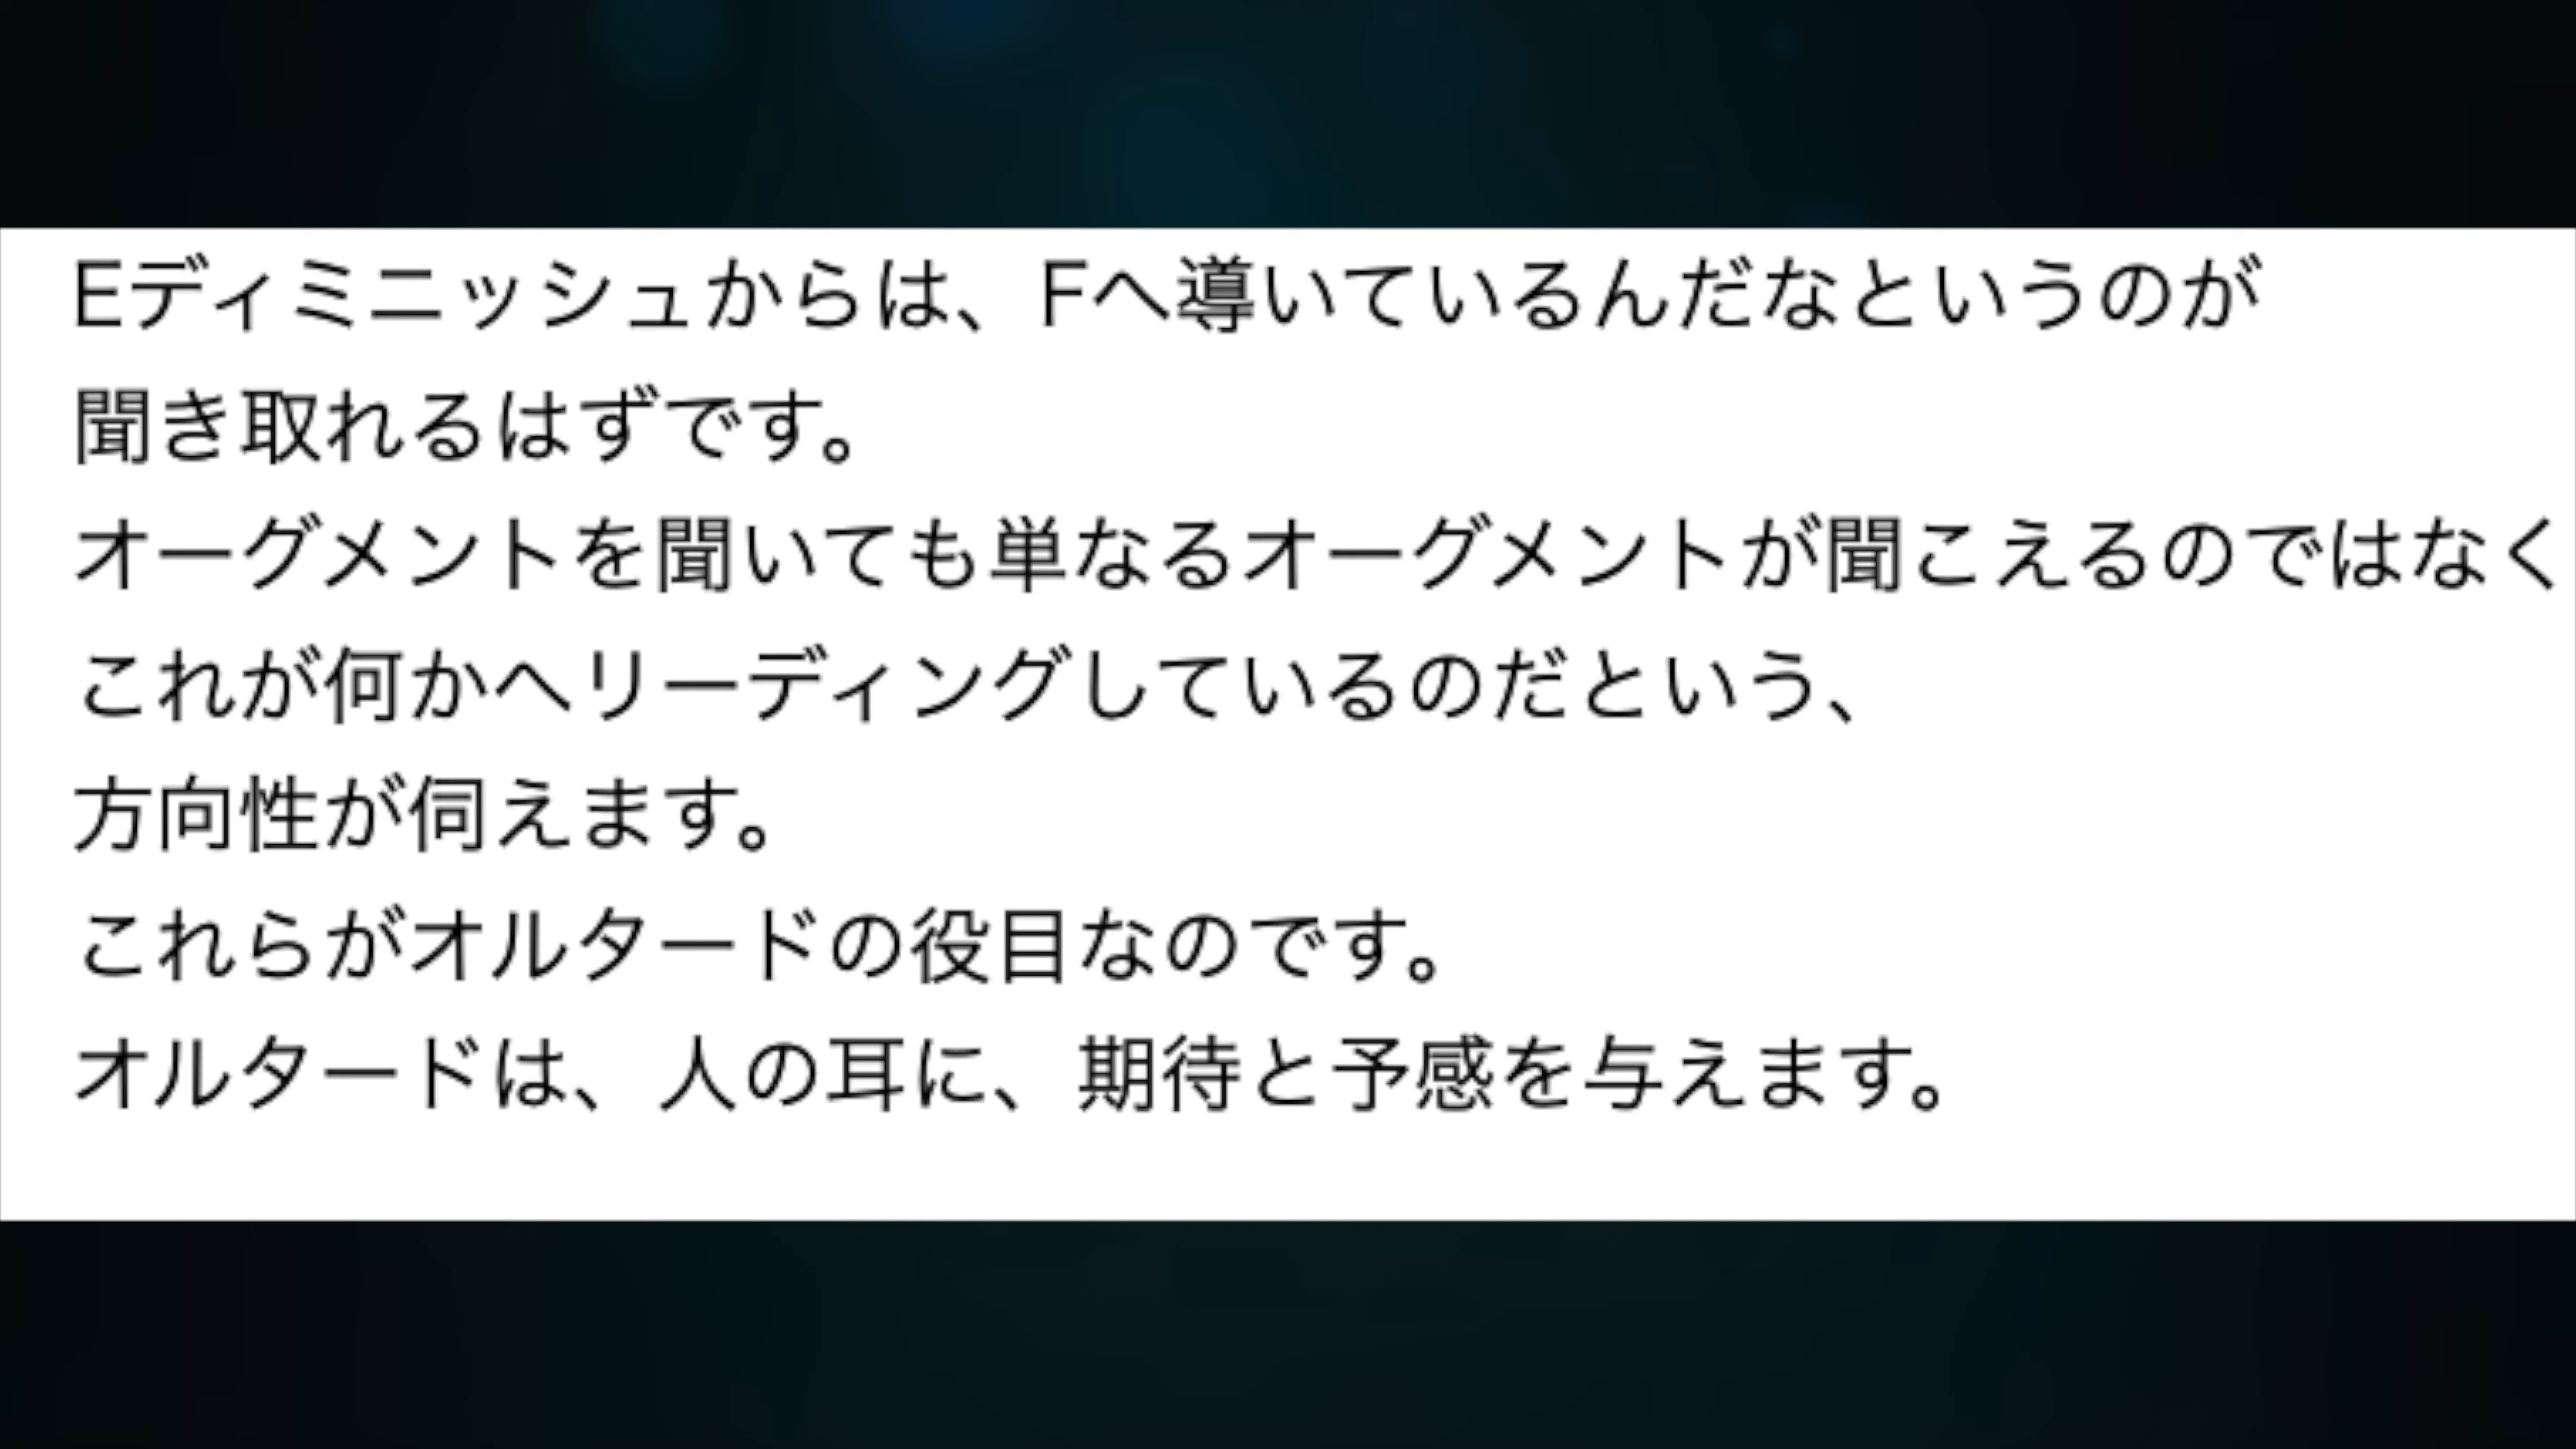 Eディミニッシュからは、Fへ導いているんだなというのが
聞き取れるはずです。
オーグメントを聞いても単なるオーグメントが聞こえるのではなく
これが何かへリーディングしているのだという、
方向性が伺えます。
これらがオルタードの役目なのです。
オルタードは、人の耳に、期待と予感を与えます。